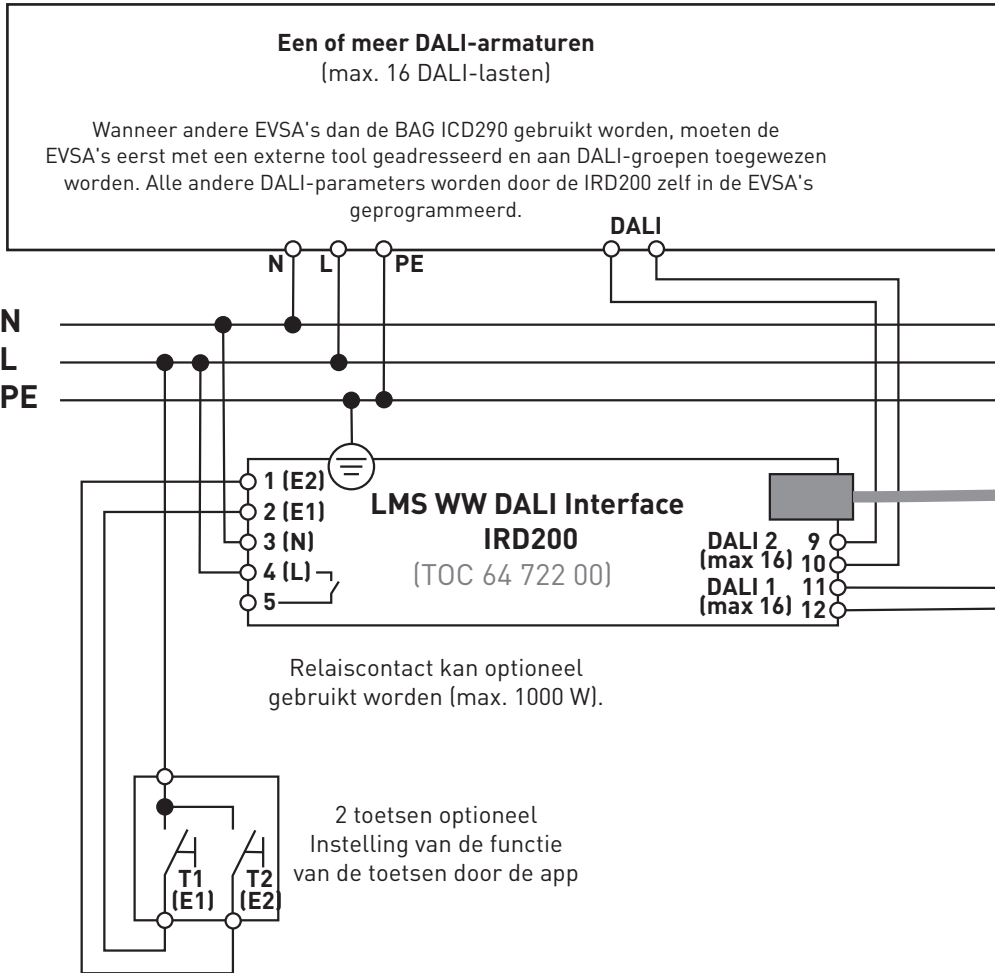 Een of meer DALI-armaturen
(max. 16 DALI-lasten)
Wanneer andere EVSA's dan de BAG ICD290 gebruikt worden, moeten de
EVSA's eerst met een externe tool geadresseerd en aan DALI-groepen toegewezen
worden. Alle andere DALI-parameters worden door de IRD200 zelf in de EVSA's
geprogrammeerd.
DALI
N L PE
N
L
PE
1 (E2)
2 (E1)
3 (N)
4 (L)
5
LMS WW DALI Interface
IRD200
(TOC 64 722 00)
DALI 2 9
(max 16) 10
DALI 1 11
(max 16) 12
Relaiscontact kan optioneel
gebruikt worden (max. 1000 W).
2 toetsen optioneel
Instelling van de functie
van de toetsen door de app
T1 T2
(E1) (E2)